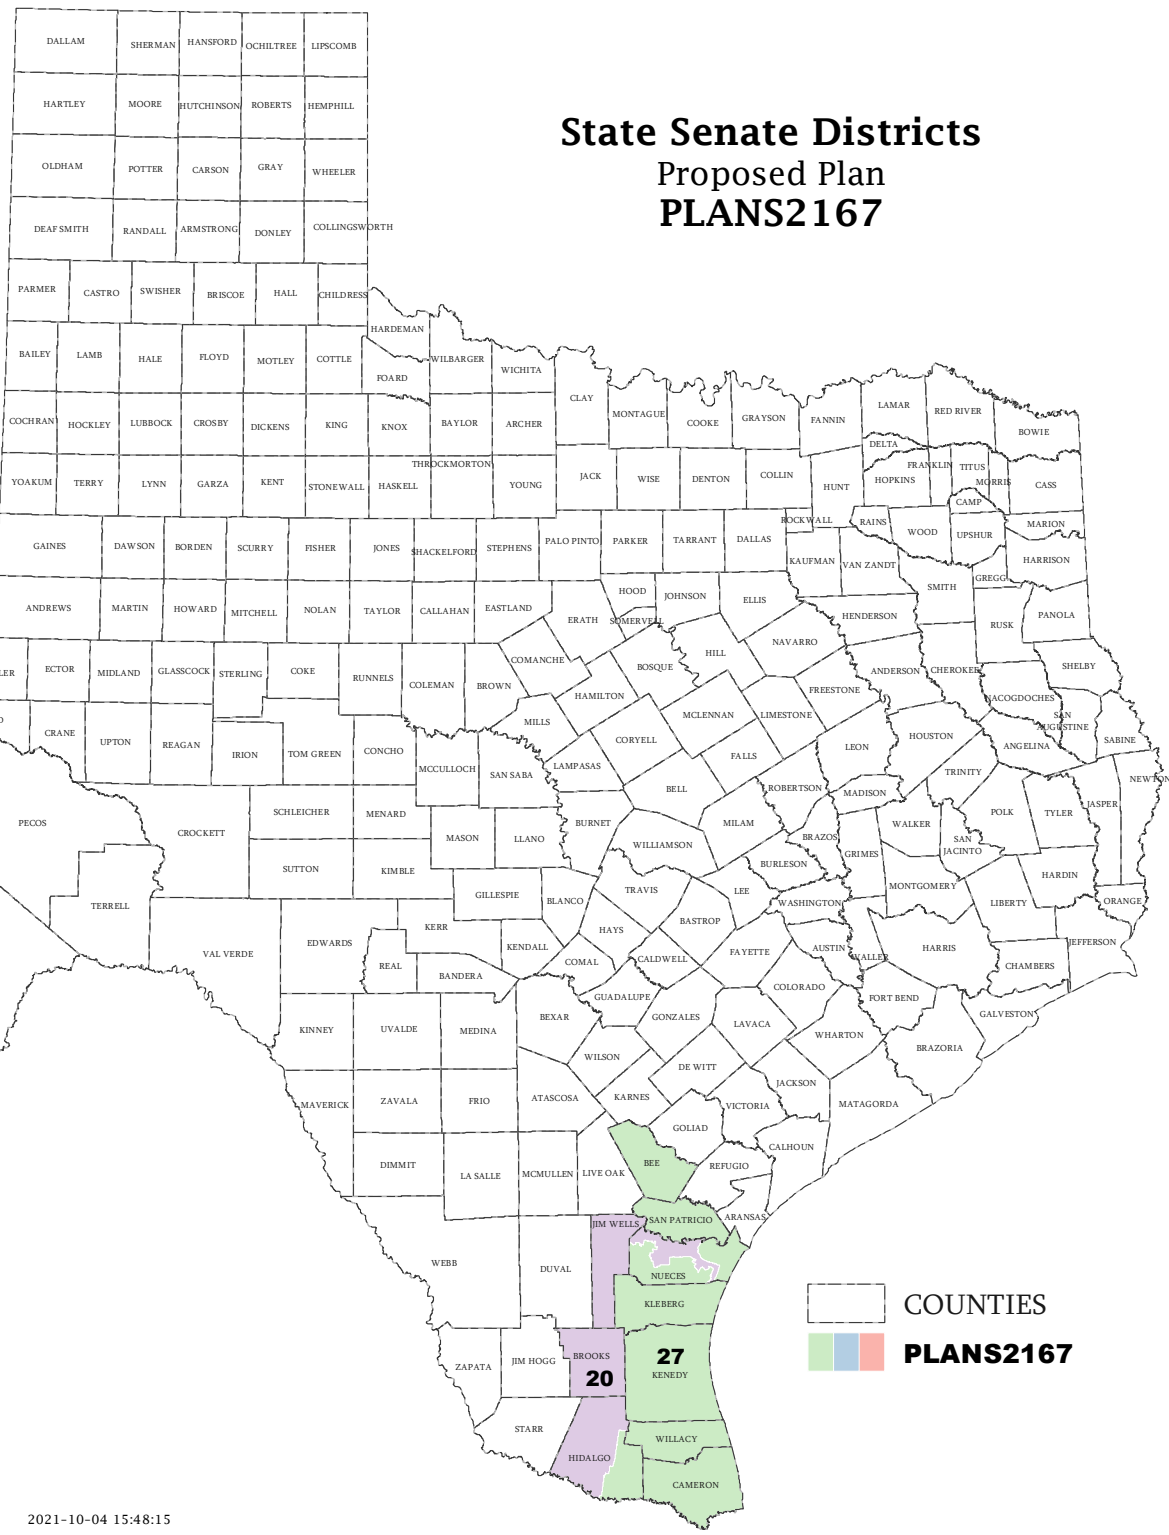 State Senate Districts
Proposed Plan
PLANS2167
DALLAM
SHERMAN
HANSFORD
OCHILTREE
LIPSCOMB
HARTLEY
MOORE
HUTCHINSON
ROBERTS
HEMPHILL
OLDHAM
POTTER
CARSON
GRAY
WHEELER
DEAF SMITH
RANDALL
ARMSTRONG
DONLEY
COLLINGSWORTH
PARMER
CASTRO
SWISHER
BRISCOE
HALL
CHILDRESS
HARDEMAN
BAILEY
LAMB
HALE
FLOYD
MOTLEY
COTTLE
FOARD
WILBARGER
WICHITA
CLAY
MONTAGUE
COOKE
GRAYSON
FANNIN
LAMAR
RED RIVER
BOWIE
COCHRAN
HOCKLEY
LUBBOCK
CROSBY
DICKENS
KING
KNOX
BAYLOR
ARCHER
DELTA
YOAKUM
TERRY
LYNN
GARZA
KENT
STONEWALL
HASKELL
THROCKMORTON
YOUNG
JACK
WISE
DENTON
COLLIN
HUNT
HOPKINS
FRANKLIN
TITUS
MORRIS
CASS
CAMP
GAINES
DAWSON
BORDEN
SCURRY
FISHER
JONES
SHACKELFORD
STEPHENS
PALO PINTO
PARKER
TARRANT
DALLAS
ROCKWALL
RAINS
WOOD
UPSHUR
MARION
KAUFMAN
VAN ZANDT
SMITH
GREGG
HARRISON
ANDREWS
MARTIN
HOWARD
MITCHELL
NOLAN
TAYLOR
CALLAHAN
EASTLAND
ERATH
HOOD
SOMERVELL
JOHNSON
ELLIS
HENDERSON
RUSK
PANOLA
LER
ECTOR
MIDLAND
GLASSCOCK
STERLING
COKE
RUNNELS
COLEMAN
BROWN
COMANCHE
HAMILTON
BOSQUE
HILL
NAVARRO
ANDERSON
CHEROKEE
SHELBY
NACOGDOCHES
FREESTONE
CRANE
UPTON
REAGAN
IRION
TOM GREEN
CONCHO
MCCULLOCH
SAN SABA
MILLS
LAMPASAS
CORYELL
MCLENNAN
LIMESTONE
FALLS
LEON
HOUSTON
ANGELINA
SAN
AUGUSTINE
SABINE
NEWTON
TRINITY
PECOS
CROCKETT
SCHLEICHER
MENARD
MASON
LLANO
BURNET
BELL
MILAM
ROBERTSON
MADISON
WALKER
POLK
TYLER
JASPER
SAN
JACINTO
WILLIAMSON
BRAZOS
GRIMES
SUTTON
KIMBLE
GILLESPIE
BLANCO
TRAVIS
LEE
BURLESON
MONTGOMERY
HARDIN
TERRELL
LIBERTY
ORANGE
WASHINGTON
BASTROP
VAL VERDE
EDWARDS
KERR
KENDALL
HAYS
CALDWELL
FAYETTE
AUSTIN
WALLER
HARRIS
CHAMBERS
JEFFERSON
REAL
BANDERA
COMAL
GUADALUPE
COLORADO
FORT BEND
GALVESTON
KINNEY
UVALDE
MEDINA
BEXAR
GONZALES
LAVACA
WHARTON
BRAZORIA
WILSON
DE WITT
MAVERICK
ZAVALA
FRIO
ATASCOSA
KARNES
VICTORIA
JACKSON
MATAGORDA
GOLIAD
CALHOUN
DIMMIT
LA SALLE
MCMULLEN
LIVE OAK
BEE
REFUGIO
ARANSAS
SAN PATRICIO
JIM WELLS
WEBB
DUVAL
NUECES
KLEBERG
COUNTIES
PLANS2167
ZAPATA
JIM HOGG
BROOKS
20
27
KENEDY
STARR
HIDALGO
WILLACY
CAMERON
2021-10-04 15:48:15